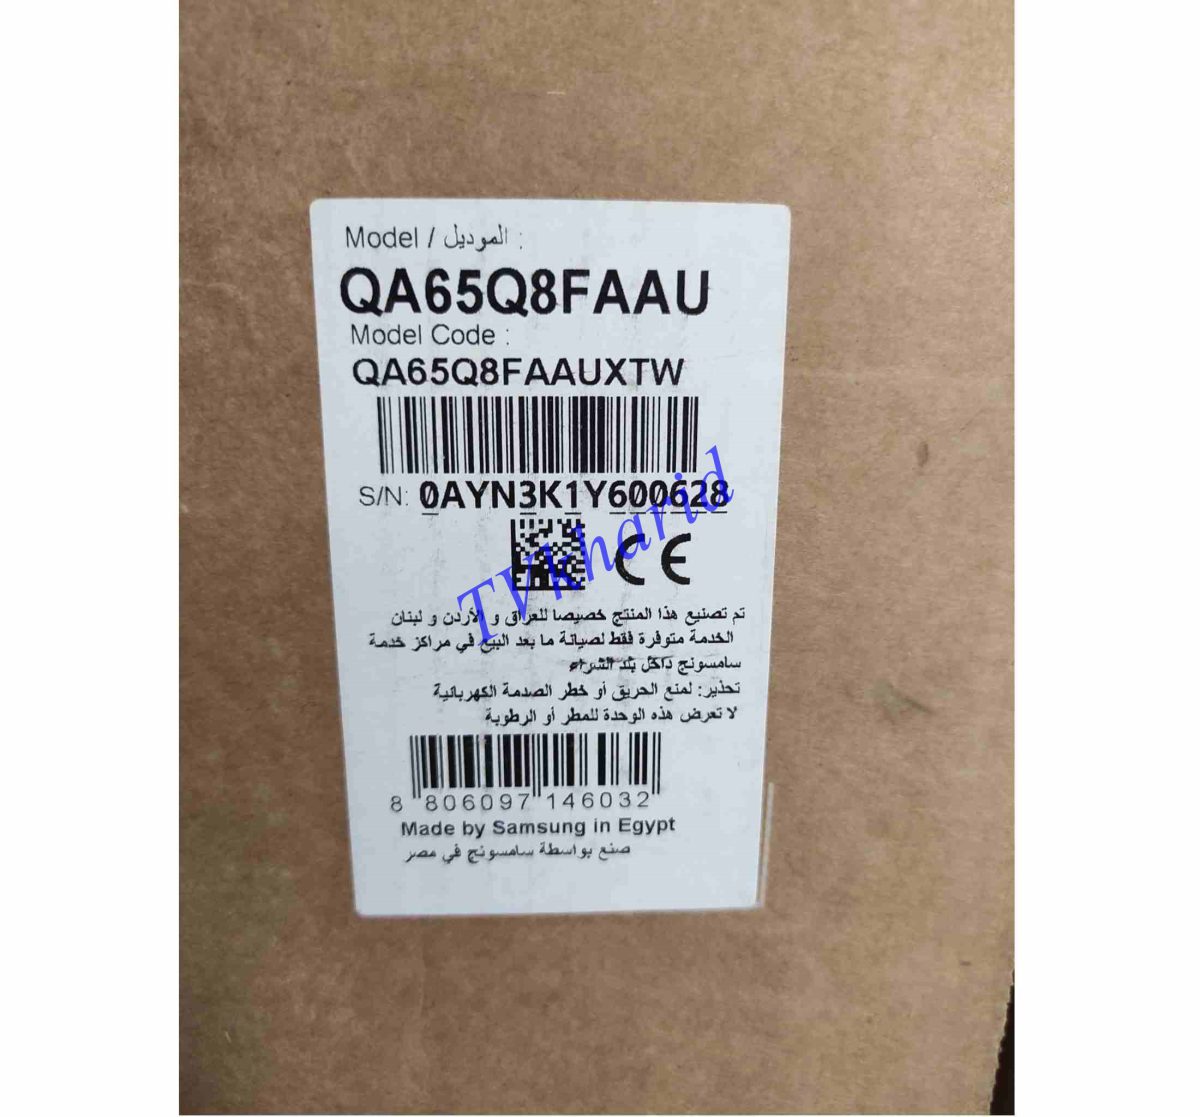 Model / الموديل :
QA65Q8FAAU
Model Code :
QA65Q8FAAUXTW
S/N: 0AYN3K1Y600628
TVkharid
CE
تم تصنيع هذا المنتج خصيصا للعراق و الأردن و لبنان
الخدمة متوفرة فقط لصيانة ما بعد البيع في مراكز خدمة
سامسونج داخل بلد الشراء
تحذير: لمنع الحريق أو خطر الصدمة الكهربائية
لا تعرض هذه الوحدة للمطر أو الرطوبة
8 806097 146032
Made by Samsung in Egypt
صنع بواسطة سامسونج في مصر